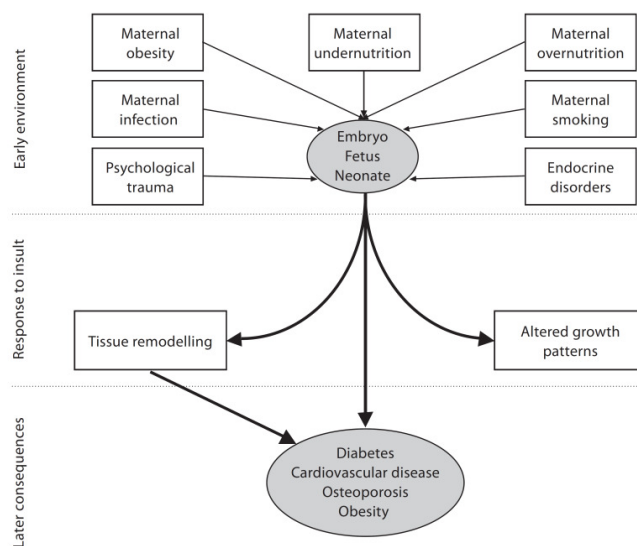 Early environment
Maternal
obesity
Maternal
undernutrition
Maternal
overnutrition
Maternal
infection
Maternal
smoking
Embryo
Fetus
Neonate
Psychological
trauma
Endocrine
disorders
Response to insult
Tissue remodelling
Altered growth
patterns
Later consequences
Diabetes
Cardiovascular disease
Osteoporosis
Obesity